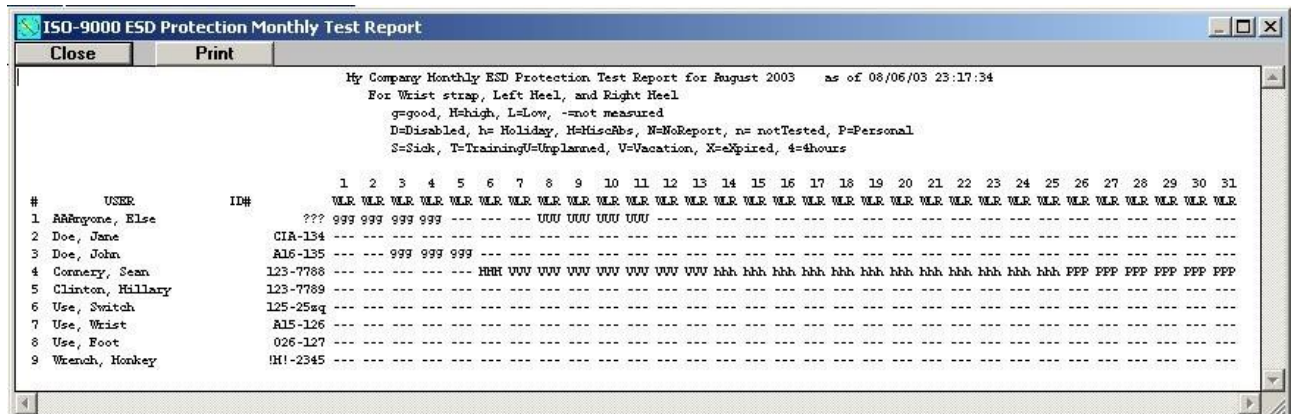 ISO-9000 ESD Protection Monthly Test Report
Close Print
My Company Monthly ESD Protection Test Report for August 2003 as of 08/06/03 23:17:34
For Wrist strap, Left Heel, and Right Heel
g=good, H=high, L=Low, -=not measured
D=Disabled, h= Holiday, M=MiscAbs, N=NoReport, n= notTested, P=Personal
S=Sick, T=TrainingU=Unplanned, V=Vacation, X=eXpired, 4=4hours
1 2 3 4 5 6 7 8 9 10 11 12 13 14 15 16 17 18 19 20 21 22 23 24 25 26 27 28 29 30 31
# USER ID# WLR WLR WLR WLR WLR WLR WLR WLR WLR WLR WLR WLR WLR WLR WLR WLR WLR WLR WLR WLR WLR WLR WLR WLR WLR WLR WLR WLR WLR WLR WLR
1 AAAnyone, Else ??? ggg ggg ggg ggg --- --- --- UUU UUU UUU UUU --- --- --- --- --- --- --- --- --- --- --- --- --- --- --- --- --- --- --- ---
2 Doe, Jane CIA-134 --- --- --- --- --- --- --- --- --- --- --- --- --- --- --- --- --- --- --- --- --- --- --- --- --- --- --- --- --- --- ---
3 Doe, John A16-135 --- --- ggg ggg ggg --- --- --- --- --- --- --- --- --- --- --- --- --- --- --- --- --- --- --- --- --- --- --- --- --- ---
4 Connery, Sean 123-7788 --- --- --- --- --- MMM VVV VVV VVV VVV VVV VVV VVV hhh hhh hhh hhh hhh hhh hhh hhh hhh hhh hhh hhh PPP PPP PPP PPP PPP PPP
5 Clinton, Hillary 123-7789 --- --- --- --- --- --- --- --- --- --- --- --- --- --- --- --- --- --- --- --- --- --- --- --- --- --- --- --- --- --- ---
6 Use, Switch 125-25sq --- --- --- --- --- --- --- --- --- --- --- --- --- --- --- --- --- --- --- --- --- --- --- --- --- --- --- --- --- --- ---
7 Use, Wrist A15-126 --- --- --- --- --- --- --- --- --- --- --- --- --- --- --- --- --- --- --- --- --- --- --- --- --- --- --- --- --- --- ---
8 Use, Foot 026-127 --- --- --- --- --- --- --- --- --- --- --- --- --- --- --- --- --- --- --- --- --- --- --- --- --- --- --- --- --- --- ---
9 Wrench, Monkey !M!-2345 --- --- --- --- --- --- --- --- --- --- --- --- --- --- --- --- --- --- --- --- --- --- --- --- --- --- --- --- --- --- ---